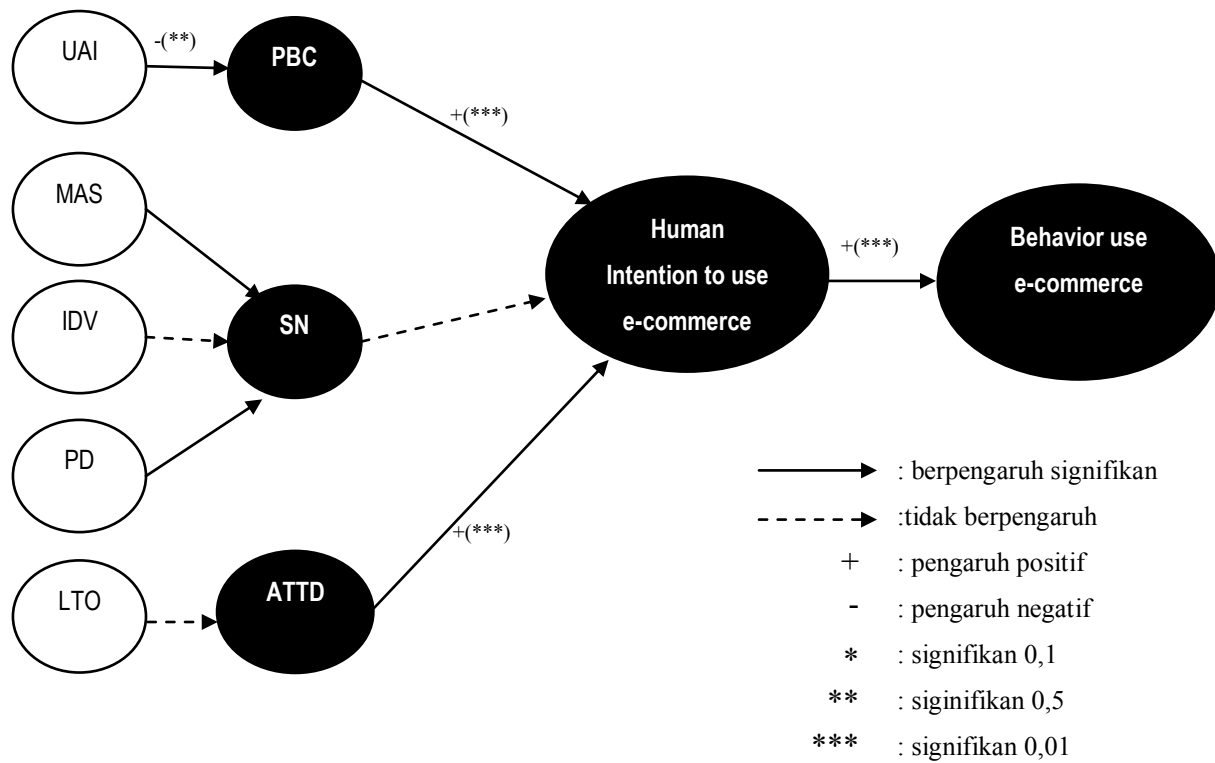 UAI
-(**)
PBC
+(***)
MAS
IDV
SN
PD
LTO
ATTD
+(***)
Human
Intention to use
e-commerce
+(***)
Behavior use
e-commerce
: berpengaruh signifikan
:tidak berpengaruh
+ : pengaruh positif
- : pengaruh negatif
* : signifikan 0,1
** : siginifikan 0,5
*** : signifikan 0,01